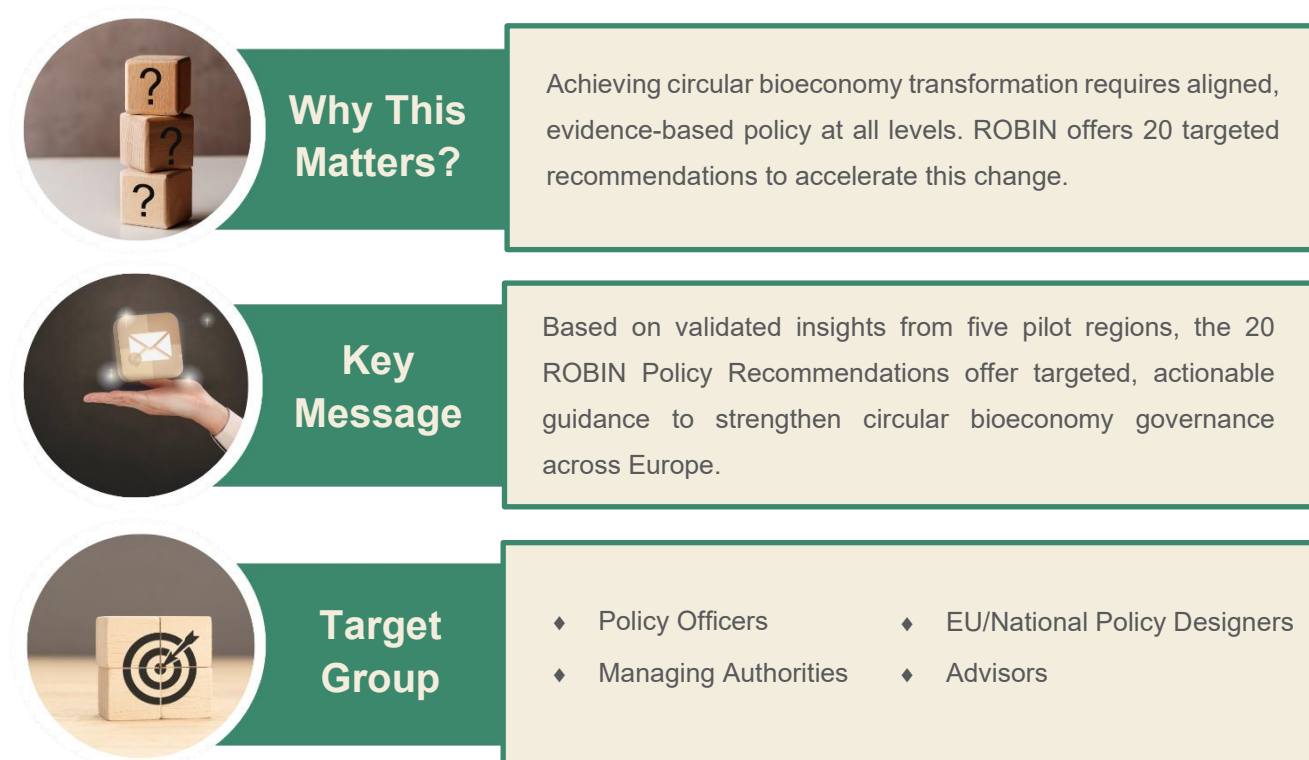 ?
?
?
Why This
Matters?
Achieving circular bioeconomy transformation requires aligned,
evidence-based policy at all levels. ROBIN offers 20 targeted
recommendations to accelerate this change.
Key
Message
Based on validated insights from five pilot regions, the 20
ROBIN Policy Recommendations offer targeted, actionable
guidance to strengthen circular bioeconomy governance
across Europe.
Target
Group
♦ Policy Officers
♦ Managing Authorities
♦ EU/National Policy Designers
♦ Advisors